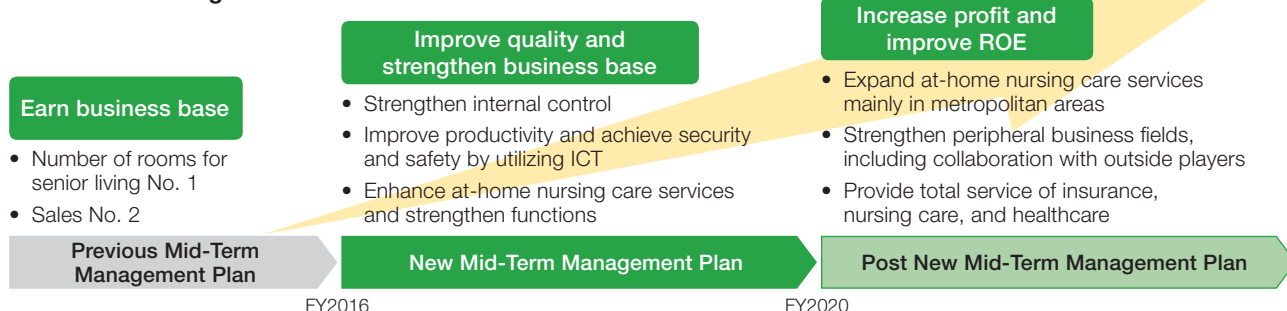 Earn business base
• Number of rooms for
senior living No. 1
• Sales No. 2
Previous Mid-Term
Management Plan
Improve quality and
strengthen business base
• Strengthen internal control
• Improve productivity and achieve security
and safety by utilizing ICT
• Enhance at-home nursing care services
and strengthen functions
New Mid-Term Management Plan
Increase profit and
improve ROE
• Expand at-home nursing care services
mainly in metropolitan areas
• Strengthen peripheral business fields,
including collaboration with outside players
• Provide total service of insurance,
nursing care, and healthcare
Post New Mid-Term Management Plan
FY2016
FY2020